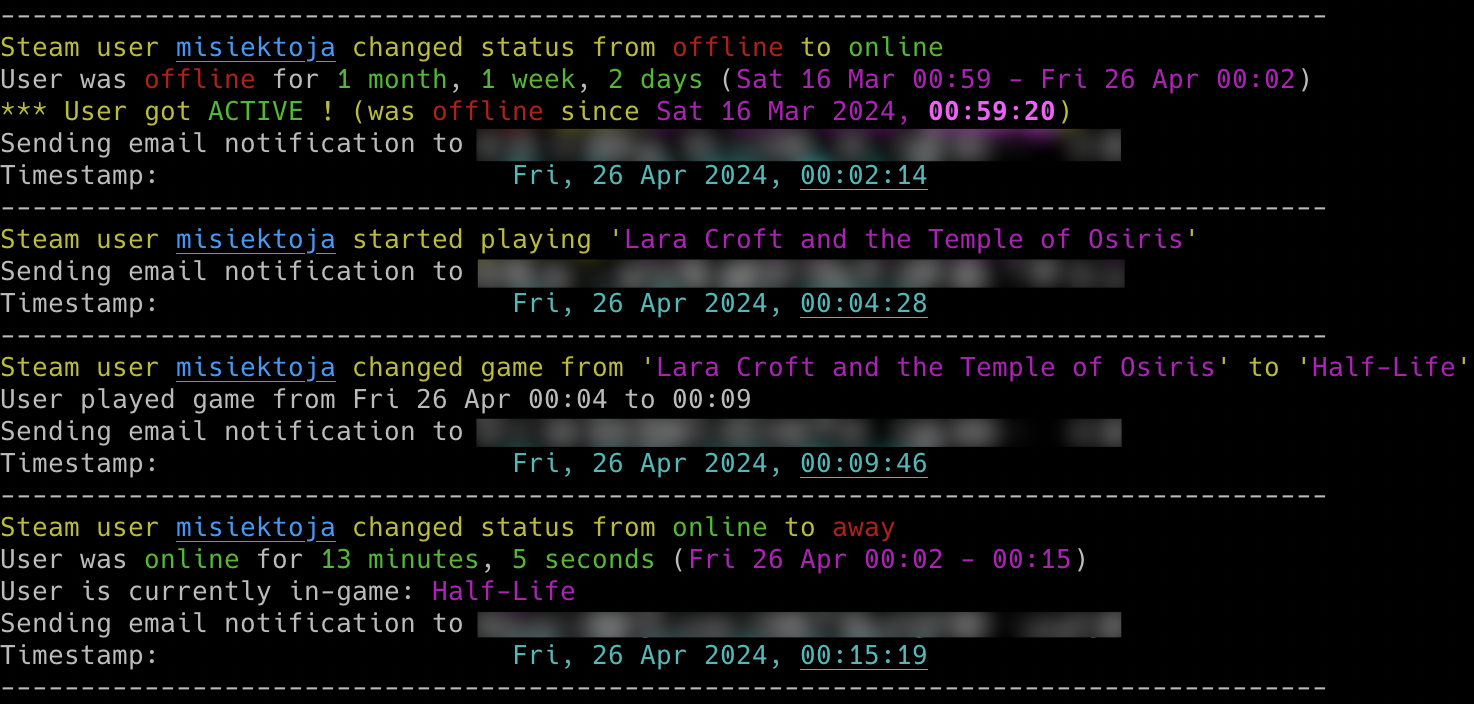 --------------------------------------------------------------------------------
Steam user misiektoja changed status from offline to online
User was offline for 1 month, 1 week, 2 days (Sat 16 Mar 00:59 - Fri 26 Apr 00:02)
*** User got ACTIVE ! (was offline since Sat 16 Mar 2024, 00:59:20)
Sending email notification to
Timestamp: Fri, 26 Apr 2024, 00:02:14
--------------------------------------------------------------------------------
Steam user misiektoja started playing 'Lara Croft and the Temple of Osiris'
Sending email notification to
Timestamp: Fri, 26 Apr 2024, 00:04:28
--------------------------------------------------------------------------------
Steam user misiektoja changed game from 'Lara Croft and the Temple of Osiris' to 'Half-Life'
User played game from Fri 26 Apr 00:04 to 00:09
Sending email notification to
Timestamp: Fri, 26 Apr 2024, 00:09:46
--------------------------------------------------------------------------------
Steam user misiektoja changed status from online to away
User was online for 13 minutes, 5 seconds (Fri 26 Apr 00:02 - 00:15)
User is currently in-game: Half-Life
Sending email notification to
Timestamp: Fri, 26 Apr 2024, 00:15:19
--------------------------------------------------------------------------------